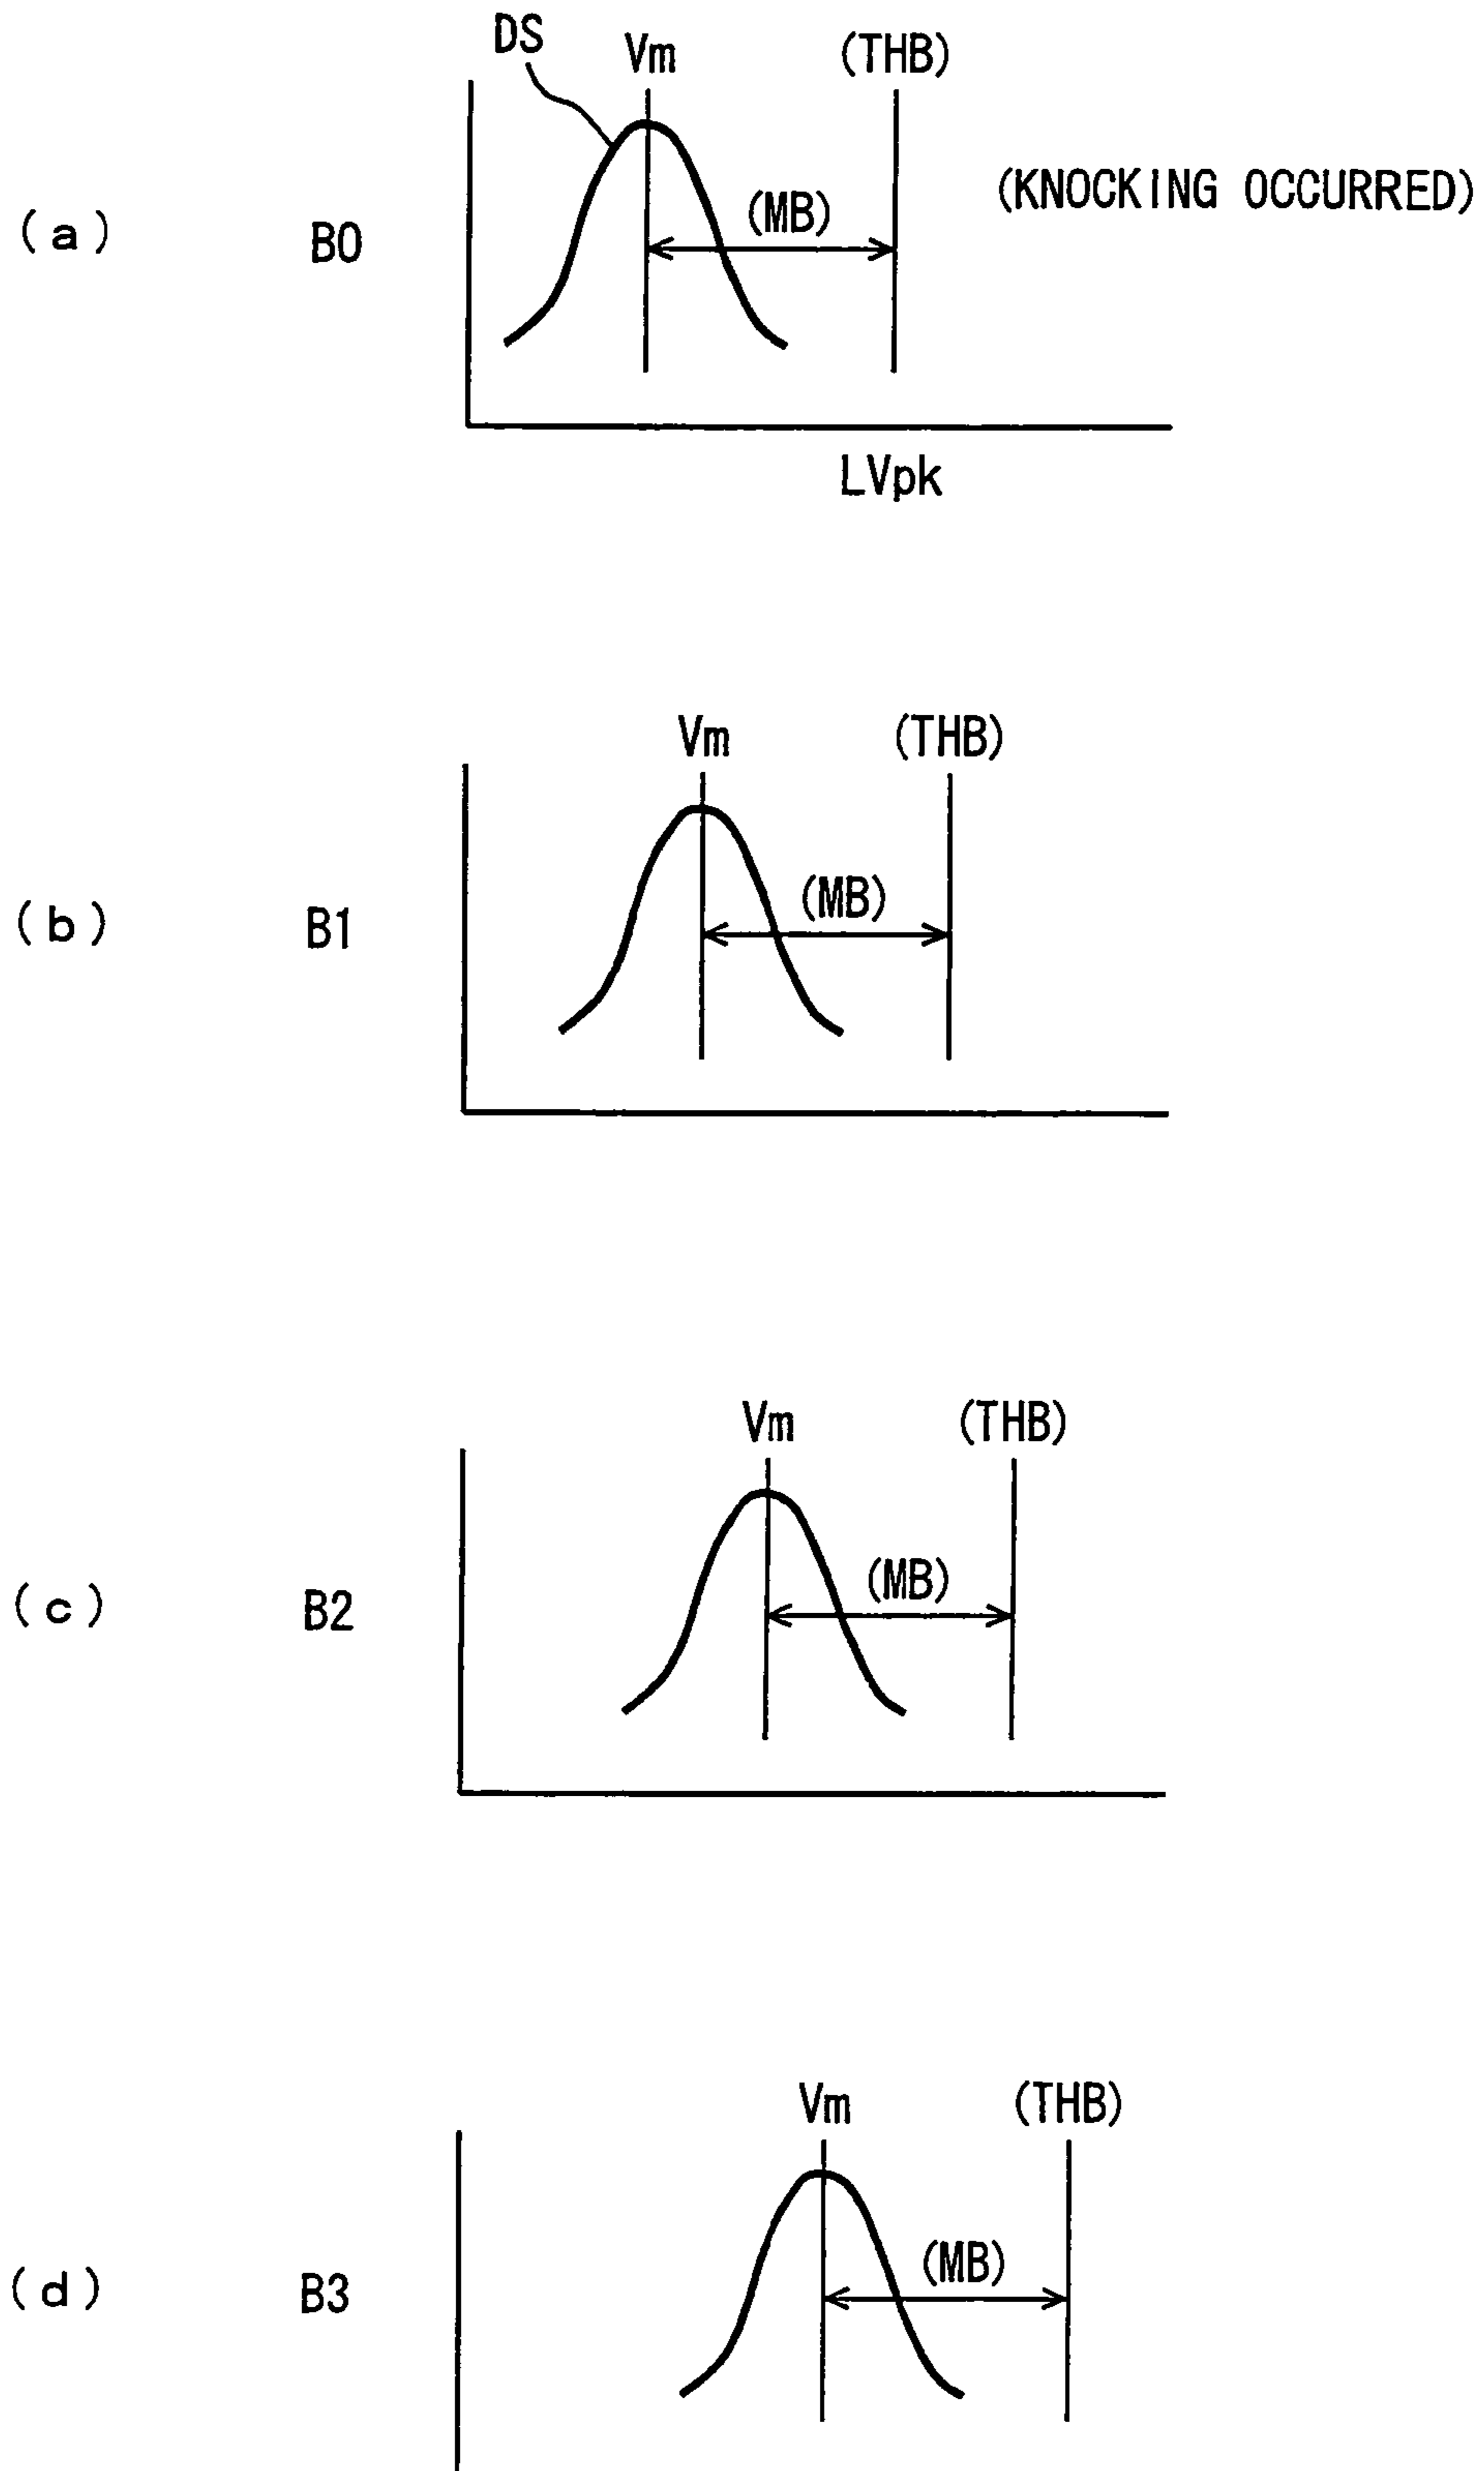 DS
Vm (THB)
(KNOCKING OCCURRED)
(MB)
(a) B0
LVpk
Vm (THB)
(MB)
(b) B1
Vm (THB)
(MB)
(c) B2
Vm (THB)
(MB)
(d) B3